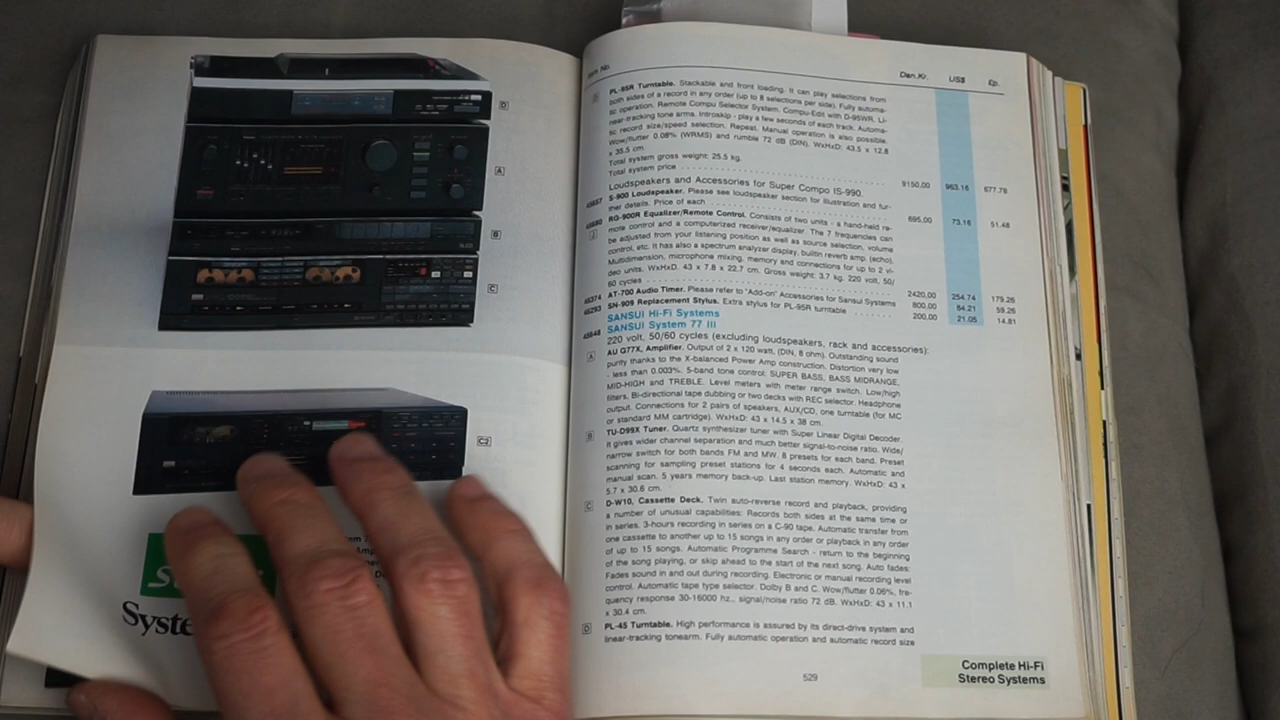 D
A
B
C
C2
Syste
Item No.
Dan.Kr.
US$
Ep.
PL-95R Turntable. Stackable and front loading. It can play selections from
both sides of a record in any order (up to 8 selections per side). Fully automa-
tic operation. Remote Compu Selector System, Compu-Edit with D-95WR, Li-
near-tracking tone arms. Introskip - play a few seconds of each track. Automa-
tic record size/speed selection. Repeat. Manual operation is also possible.
Wow/flutter 0.08% (WRMS) and rumble 72 dB (DIN). WxHxD: 43.5 x 12.8
x 35.5 cm.
Total system gross weight: 25.5 kg.
Total system price
9150,00 963.16 677.78
Loudspeakers and Accessories for Super Compo IS-990.
45657 S-900 Loudspeaker. Please see loudspeaker section for illustration and fur-
ther details. Price of each
695,00 73.16 51.48
RG-900R Equalizer/Remote Control. Consists of two units - a hand-held re-
mote control and a computerized receiver/equalizer. The 7 frequencies can
be adjusted from your listening position as well as source selection, volume
control, etc. It has also a spectrum analyzer display, builtin reverb amp. (echo),
Multidimension, microphone mixing, memory and connections for up to 2 vi-
deo units. WxHxD: 43 x 7.8 x 22.7 cm. Gross weight: 3.7 kg. 220 volt, 50/
60 cycles
2420,00 254.74 179.26
46374 AT-700 Audio Timer. Please refer to "Add-on" Accessories for Sansui Systems
800,00 84.21 59.26
46293 SN-909 Replacement Stylus. Extra stylus for PL-95R turntable
200,00 21.05 14.81
SANSUI Hi-Fi Systems
45648 SANSUI System 77 III
220 volt, 50/60 cycles (excluding loudspeakers, rack and accessories):
A AU G77X, Amplifier. Output of 2 x 120 watt, (DIN, 8 ohm). Outstanding sound
purity thanks to the X-balanced Power Amp construction. Distortion very low
- less than 0.003%. 5-band tone control: SUPER BASS, BASS MIDRANGE,
MID-HIGH and TREBLE. Level meters with meter range switch. Low/high
filters. Bi-directional tape dubbing or two decks with REC selector. Headphone
output. Connections for 2 pairs of speakers, AUX/CD, one turntable (for MC
or standard MM cartridge). WxHxD: 43 x 14.5 x 38 cm.
B TU-D99X Tuner. Quartz synthesizer tuner with Super Linear Digital Decoder.
It gives wider channel separation and much better signal-to-noise ratio. Wide/
narrow switch for both bands FM and MW. 8 presets for each band. Preset
scanning for sampling preset stations for 4 seconds each. Automatic and
manual scan. 5 years memory back-up. Last station memory. WxHxD: 43 x
5.7 x 30.6 cm.
C D-W10, Cassette Deck. Twin auto-reverse record and playback, providing
a number of unusual capabilities: Records both sides at the same time or
in series. 3-hours recording in series on a C-90 tape. Automatic transfer from
one cassette to another up to 15 songs in any order or playback in any order
of up to 15 songs. Automatic Programme Search - return to the beginning
of the song playing, or skip ahead to the start of the next song. Auto fades:
Fades sound in and out during recording. Electronic or manual recording level
control. Automatic tape type selector. Dolby B and C. Wow/flutter 0.06%, fre-
quency response 30-16000 hz., signal/noise ratio 72 dB. WxHxD: 43 x 11.1
x 30.4 cm.
D PL-45 Turntable. High performance is assured by its direct-drive system and
linear-tracking tonearm. Fully automatic operation and automatic record size
529
Complete Hi-Fi
Stereo Systems